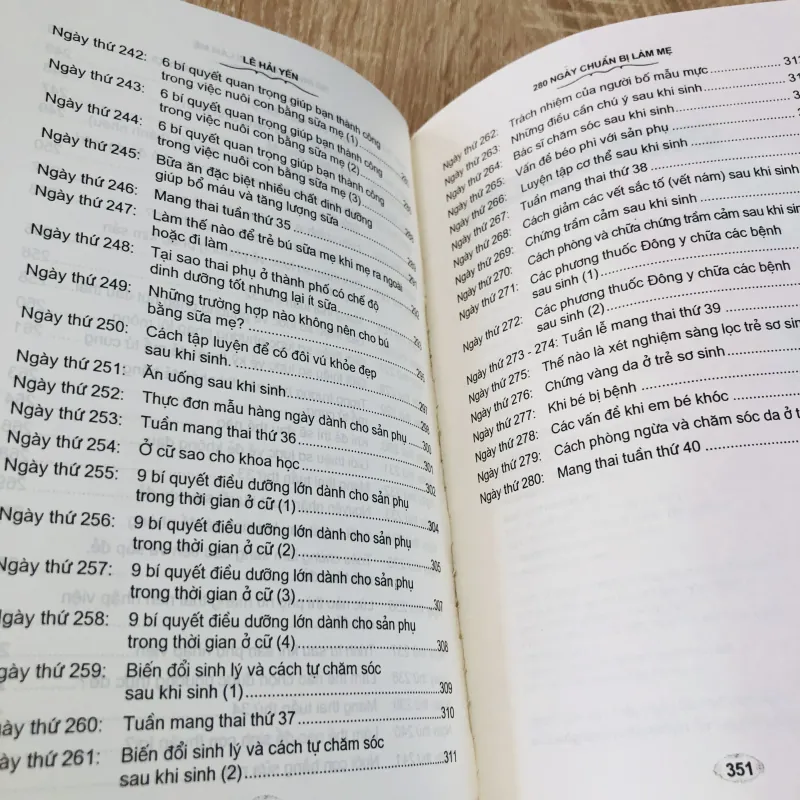 LÊ HẢI YẾN
Ngày thứ 242: 6 bí quyết quan trọng giúp bạn thành công
trong việc nuôi con bằng sữa mẹ (1)
Ngày thứ 243: 6 bí quyết quan trọng giúp bạn thành công
trong việc nuôi con bằng sữa mẹ (2)
Ngày thứ 244: 6 bí quyết quan trọng giúp bạn thành công
trong việc nuôi con bằng sữa mẹ (3)
Ngày thứ 245: Bữa ăn đặc biệt nhiều chất dinh dưỡng
giúp bổ máu và tăng lượng sữa
Ngày thứ 246: Mang thai tuần thứ 35
Ngày thứ 247: Làm thế nào để trẻ bú sữa mẹ khi mẹ ra ngoài
hoặc đi làm
Ngày thứ 248: Tại sao thai phụ ở thành phố có chế độ
dinh dưỡng tốt nhưng lại ít sữa
Ngày thứ 249: Những trường hợp nào không nên cho bú
bằng sữa mẹ?
Ngày thứ 250: Cách tập luyện để có đôi vú khỏe đẹp
sau khi sinh
Ngày thứ 251: Ăn uống sau khi sinh 297
Ngày thứ 252: Thực đơn mẫu hàng ngày dành cho sản phụ 300
Ngày thứ 253: Tuần mang thai thứ 36 301
Ngày thứ 254: Ở cữ sao cho khoa học 302
Ngày thứ 255: 9 bí quyết điều dưỡng lớn dành cho sản phụ
trong thời gian ở cữ (1) 304
Ngày thứ 256: 9 bí quyết điều dưỡng lớn dành cho sản phụ
trong thời gian ở cữ (2) 305
Ngày thứ 257: 9 bí quyết điều dưỡng lớn dành cho sản phụ
trong thời gian ở cữ (3) 307
Ngày thứ 258: 9 bí quyết điều dưỡng lớn dành cho sản phụ
trong thời gian ở cữ (4) 308
gày thứ 259: Biến đổi sinh lý và cách tự chăm sóc
sau khi sinh (1) 309
gày thứ 260: Tuần mang thai thứ 37 310
ày thứ 261: Biến đổi sinh lý và cách tự chăm sóc
sau khi sinh (2) 311
280 NGÀY CHUẨN BỊ LÀM MẸ
Ngày thứ 262: Trách nhiệm của người bố mẫu mực
Ngày thứ 263: Những điều cần chú ý sau khi sinh
Ngày thứ 264: Bác sĩ chăm sóc sau khi sinh
Ngày thứ 265: Vấn đề béo phì với sản phụ
Ngày thứ 266: Luyện tập cơ thể sau khi sinh
Ngày thứ 267: Tuần mang thai thứ 38
Ngày thứ 268: Cách giảm các vết sắc tố (vết nám) sau khi sinh
Ngày thứ 269: Chứng trầm cảm sau khi sinh
Ngày thứ 270: Cách phòng và chữa chứng trầm cảm sau khi sin
Ngày thứ 271: Các phương thuốc Đông y chữa các bệnh
sau sinh (1)
Ngày thứ 272: Các phương thuốc Đông y chữa các bệnh
sau sinh (2)
Ngày thứ 273 - 274: Tuần lễ mang thai thứ 39
Ngày thứ 275: Thế nào là xét nghiệm sàng lọc trẻ sơ sin
Ngày thứ 276: Chứng vàng da ở trẻ sơ sinh
Ngày thứ 277: Khi bé bị bệnh
Ngày thứ 278: Các vấn đề khi em bé khóc
Ngày thứ 279: Cách phòng ngừa và chăm sóc da ở t
Ngày thứ 280: Mang thai tuần thứ 40
351